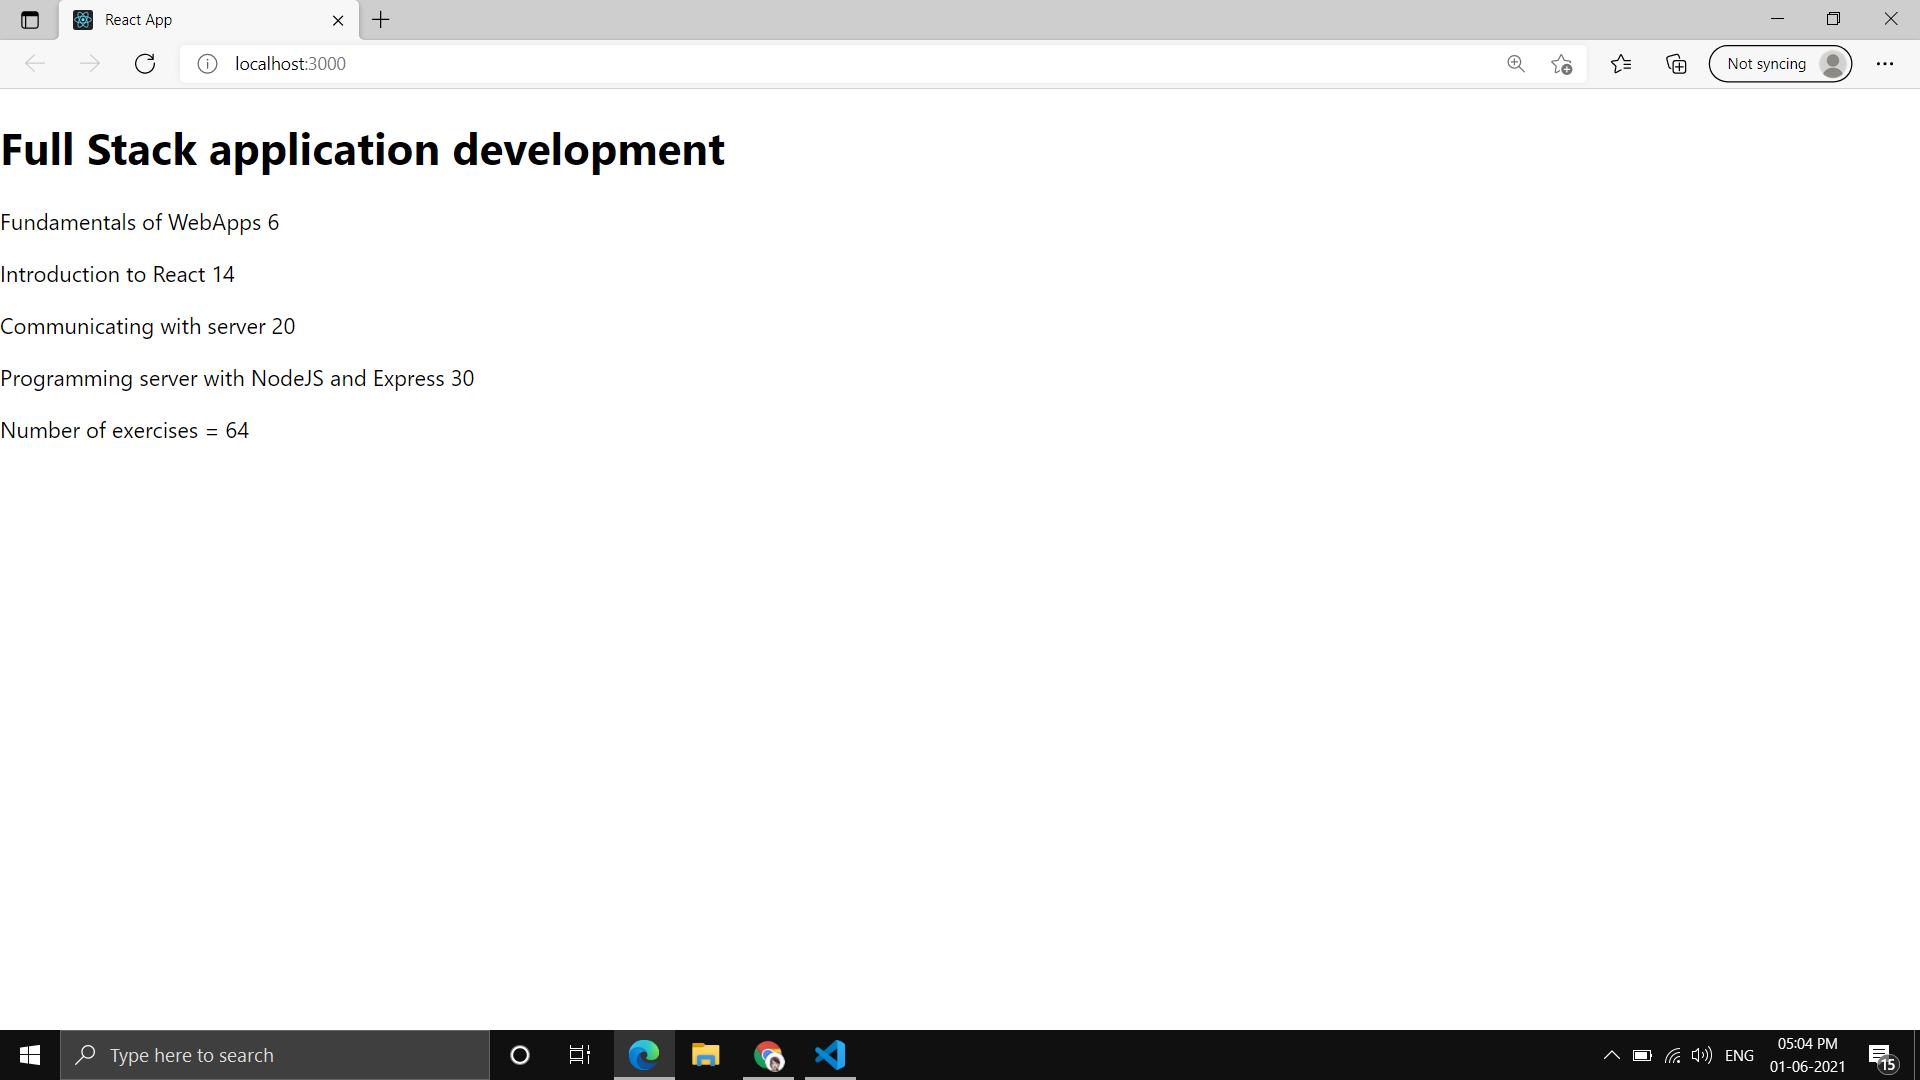 React App
localhost:3000
Not syncing
Full Stack application development
Fundamentals of WebApps 6
Introduction to React 14
Communicating with server 20
Programming server with NodeJS and Express 30
Number of exercises = 64
Type here to search
ENG
05:04 PM
01-06-2021
15